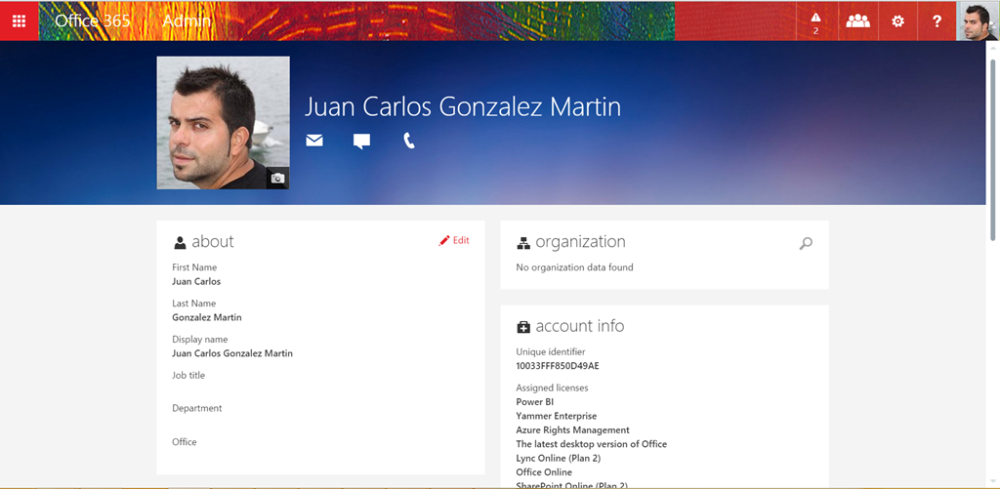 Office 365 Admin
2
?
Juan Carlos Gonzalez Martin
about
Edit
First Name
Juan Carlos
Last Name
Gonzalez Martin
Display name
Juan Carlos Gonzalez Martin
Job title
Department
Office
organization
No organization data found
account info
Unique identifier
10033FFF850D49AE
Assigned licenses
Power BI
Yammer Enterprise
Azure Rights Management
The latest desktop version of Office
Lync Online (Plan 2)
Office Online
SharePoint Online (Plan 2)